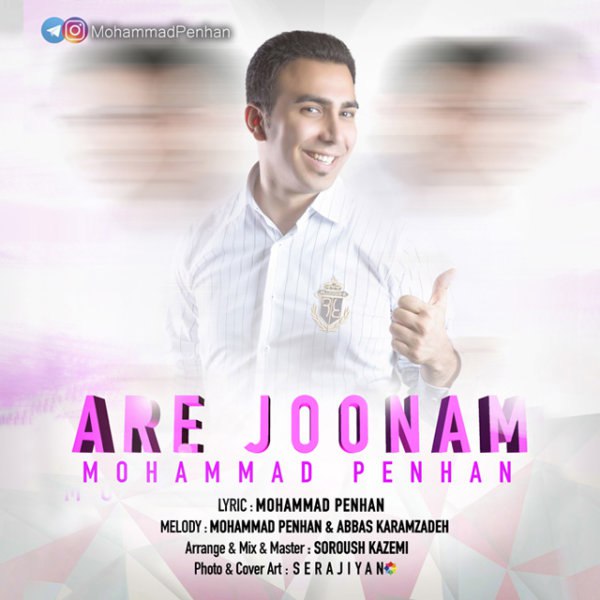 MohammadPenhan
ARE JOONAM
MOHAMMAD PENHAN
LYRIC : MOHAMMAD PENHAN
MELODY : MOHAMMAD PENHAN & ABBAS KARAMZADEH
Arrange & Mix & Master : SOROUSH KAZEMI
Photo & Cover Art : SERAJIYAN